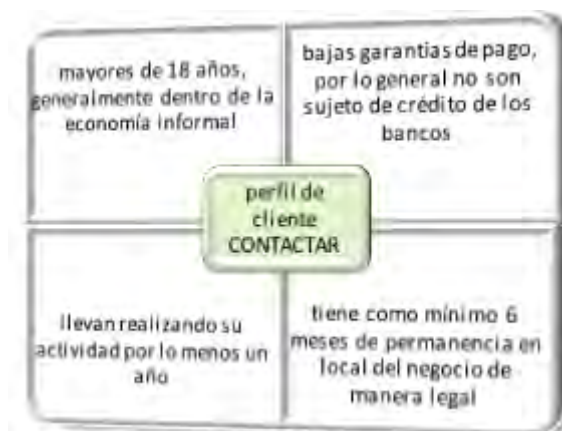 mayores de 18 años,
generalmente dentro de la
economía informal
bajas garantias de pago,
por lo general no son
sujeto de crédito de los
bancos
perfil de
cliente
CONTACTAR
llevan realizando su
actividad por lo menos un
año
tiene como mínimo 6
meses de permanencia en
local del negocio de
manera legal